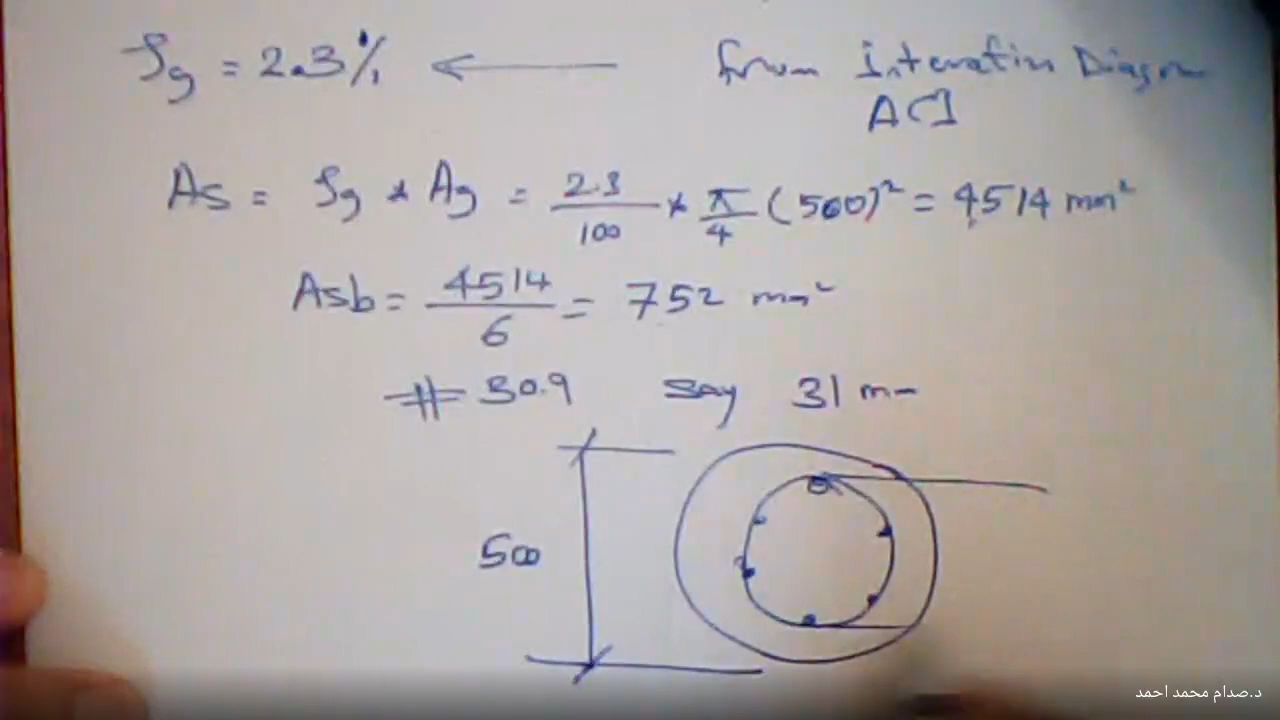 ρg = 2.3% ← from Interaction Diagram
ACI
As = ρg * Ag = 2.3/100 * π/4 (500)² = 4514 mm²
Asb = 4514/6 = 752 mm²
# 30.9 say 31 mm
500
د.صدام محمد احمد